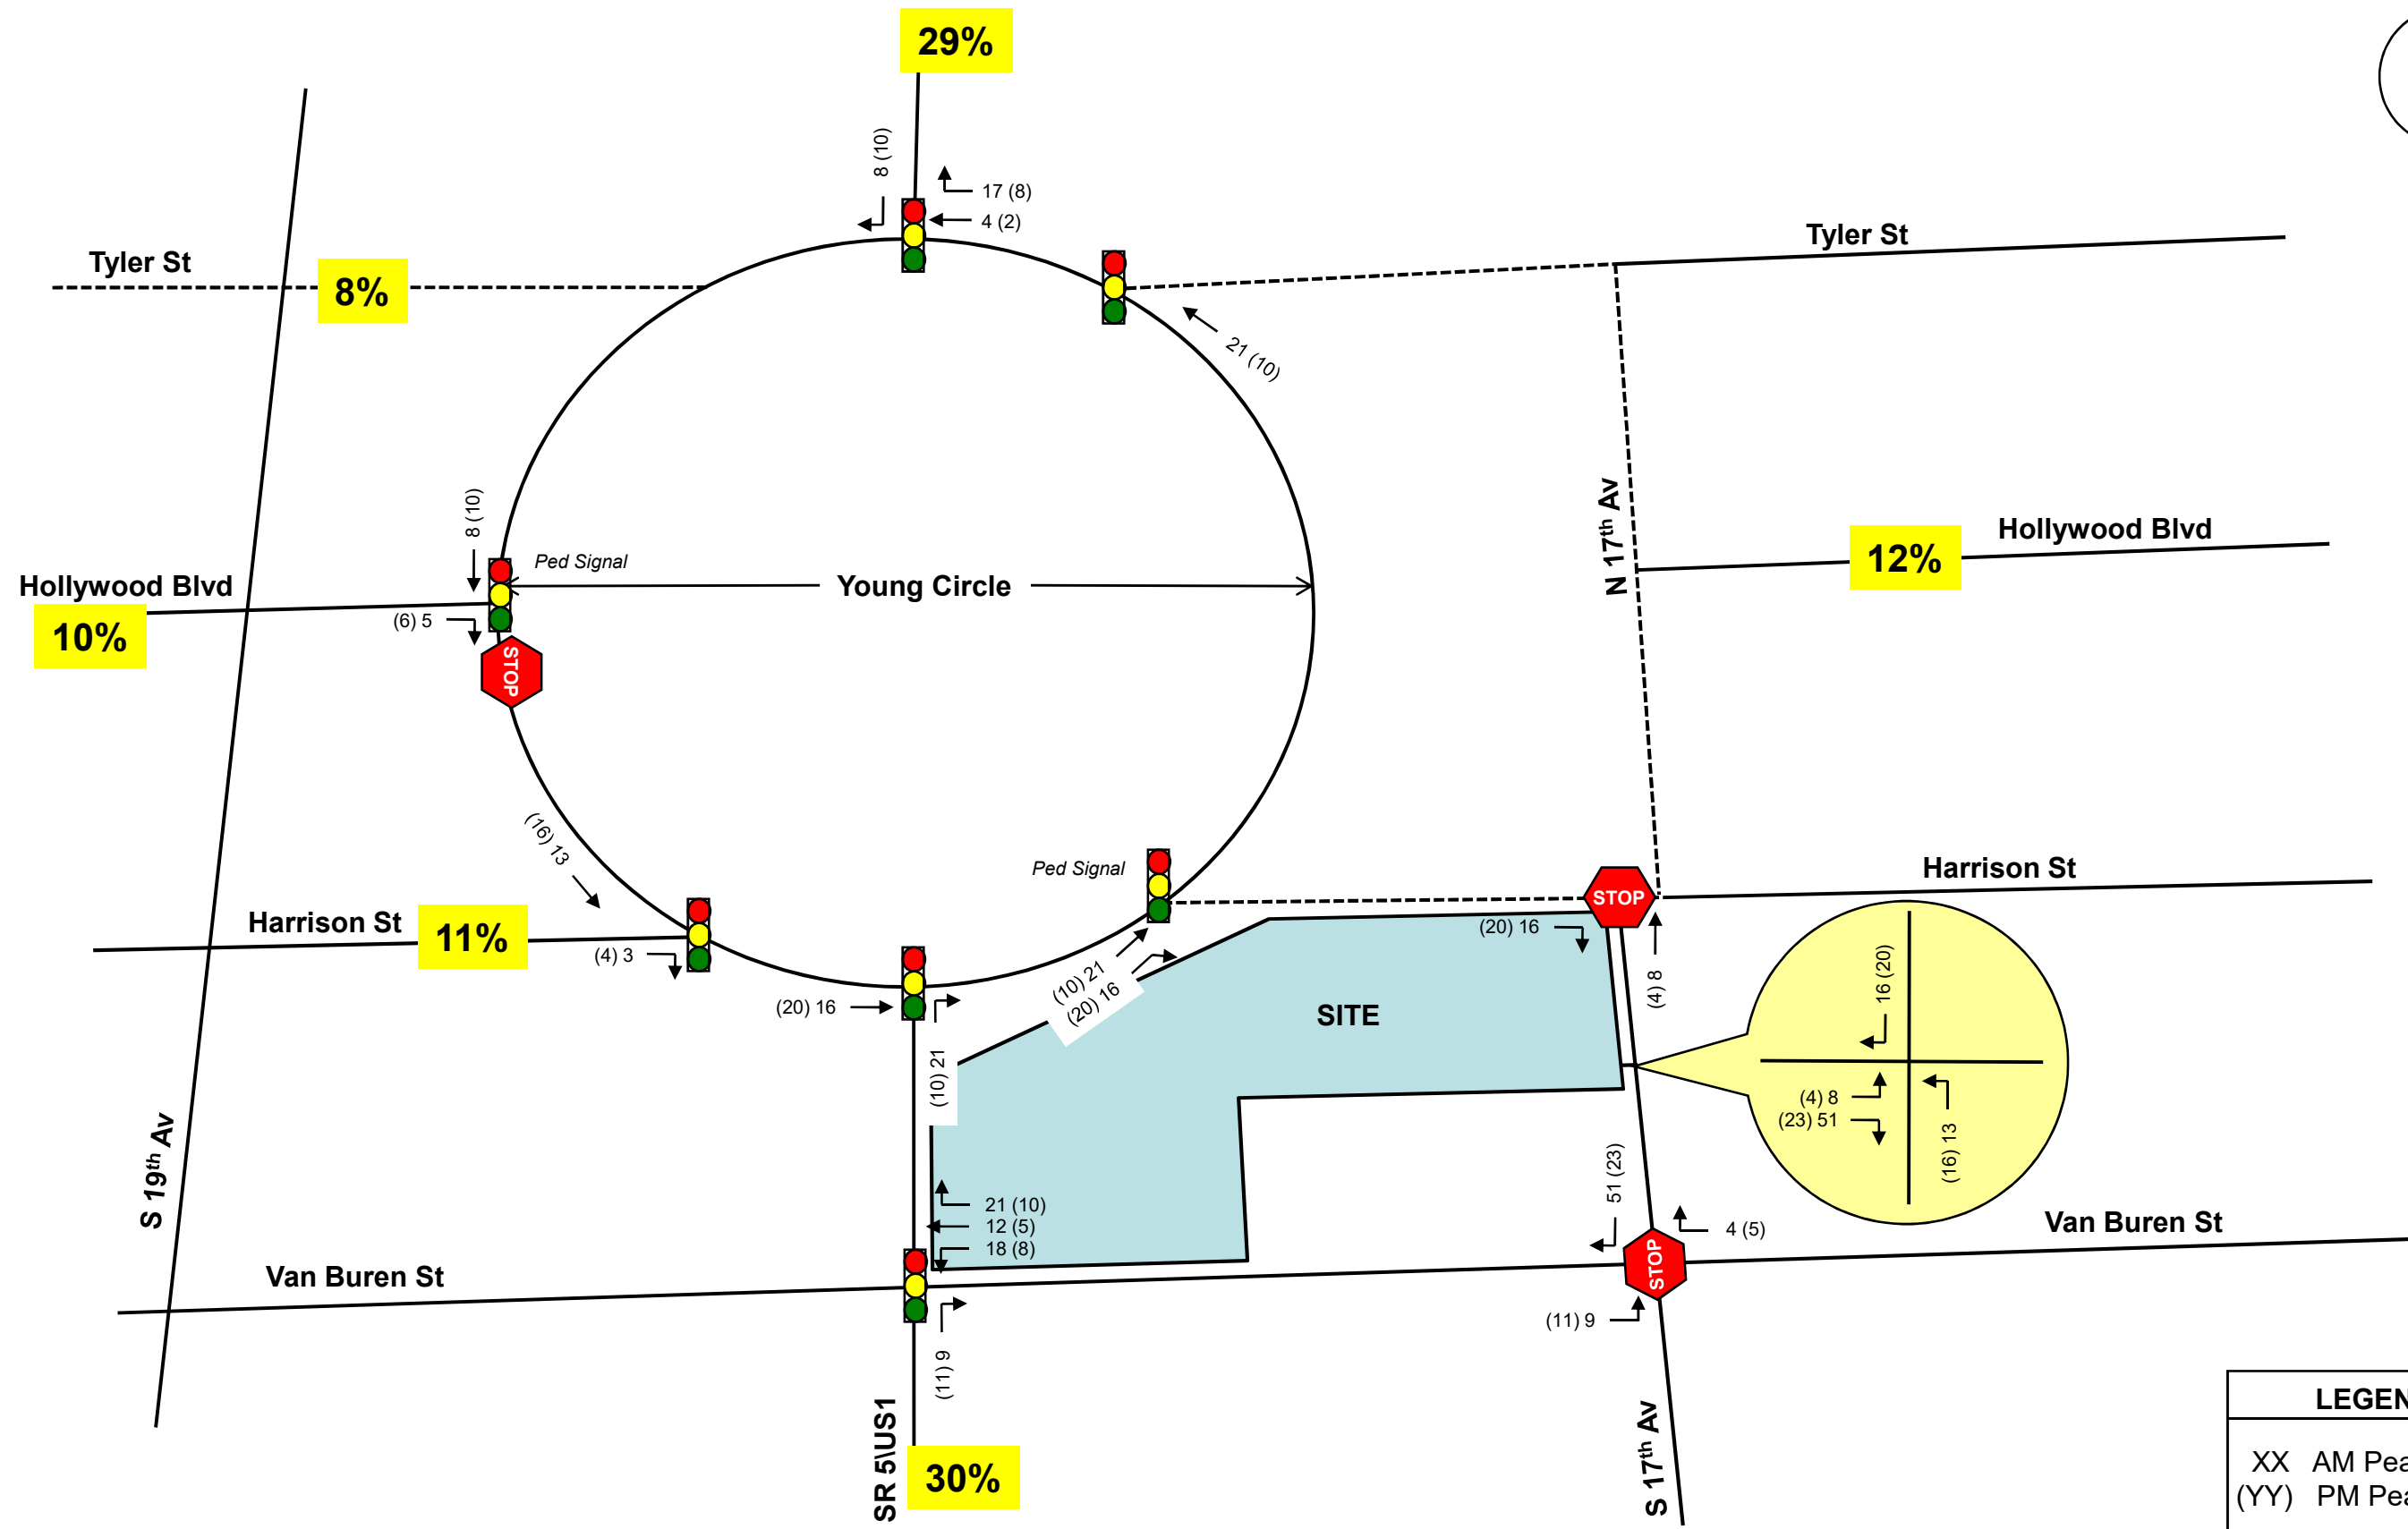 29%
8 (10)
17 (8)
4 (2)
Tyler St
8%
Tyler St
21 (10)
8 (10)
Ped Signal
Young Circle
N 17th Av
Hollywood Blvd
12%
Hollywood Blvd
10%
(6) 5
STOP
(16) 13
Ped Signal
Harrison St
11%
(4) 3
Harrison St
STOP
(20) 16
(4) 8
(10) 21
(20) 16
(20) 16
SITE
(10) 21
16 (20)
(4) 8
(23) 51
(16) 13
S 19th Av
51 (23)
21 (10)
12 (5)
18 (8)
4 (5)
Van Buren St
STOP
Van Buren St
(11) 9
(11) 9
SR 5\US1
30%
S 17th Av
LEGEN
XX AM Pea
(YY) PM Pea